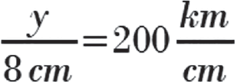 y/8 cm = 200 km/cm